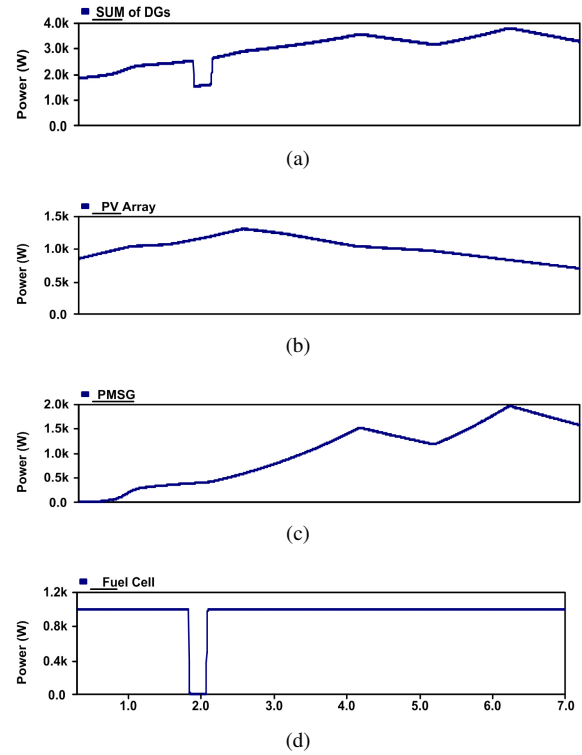 SUM of DGs
4.0k
3.0k
2.0k
1.0k
0.0
Power (W)
(a)
PV Array
1.5k
1.0k
0.5k
0.0
Power (W)
(b)
PMSG
2.0k
1.5k
1.0k
0.5k
0.0
Power (W)
(c)
Fuel Cell
1.2k
0.8k
0.4k
0.0
Power (W)
1.0 2.0 3.0 4.0 5.0 6.0 7.0
(d)